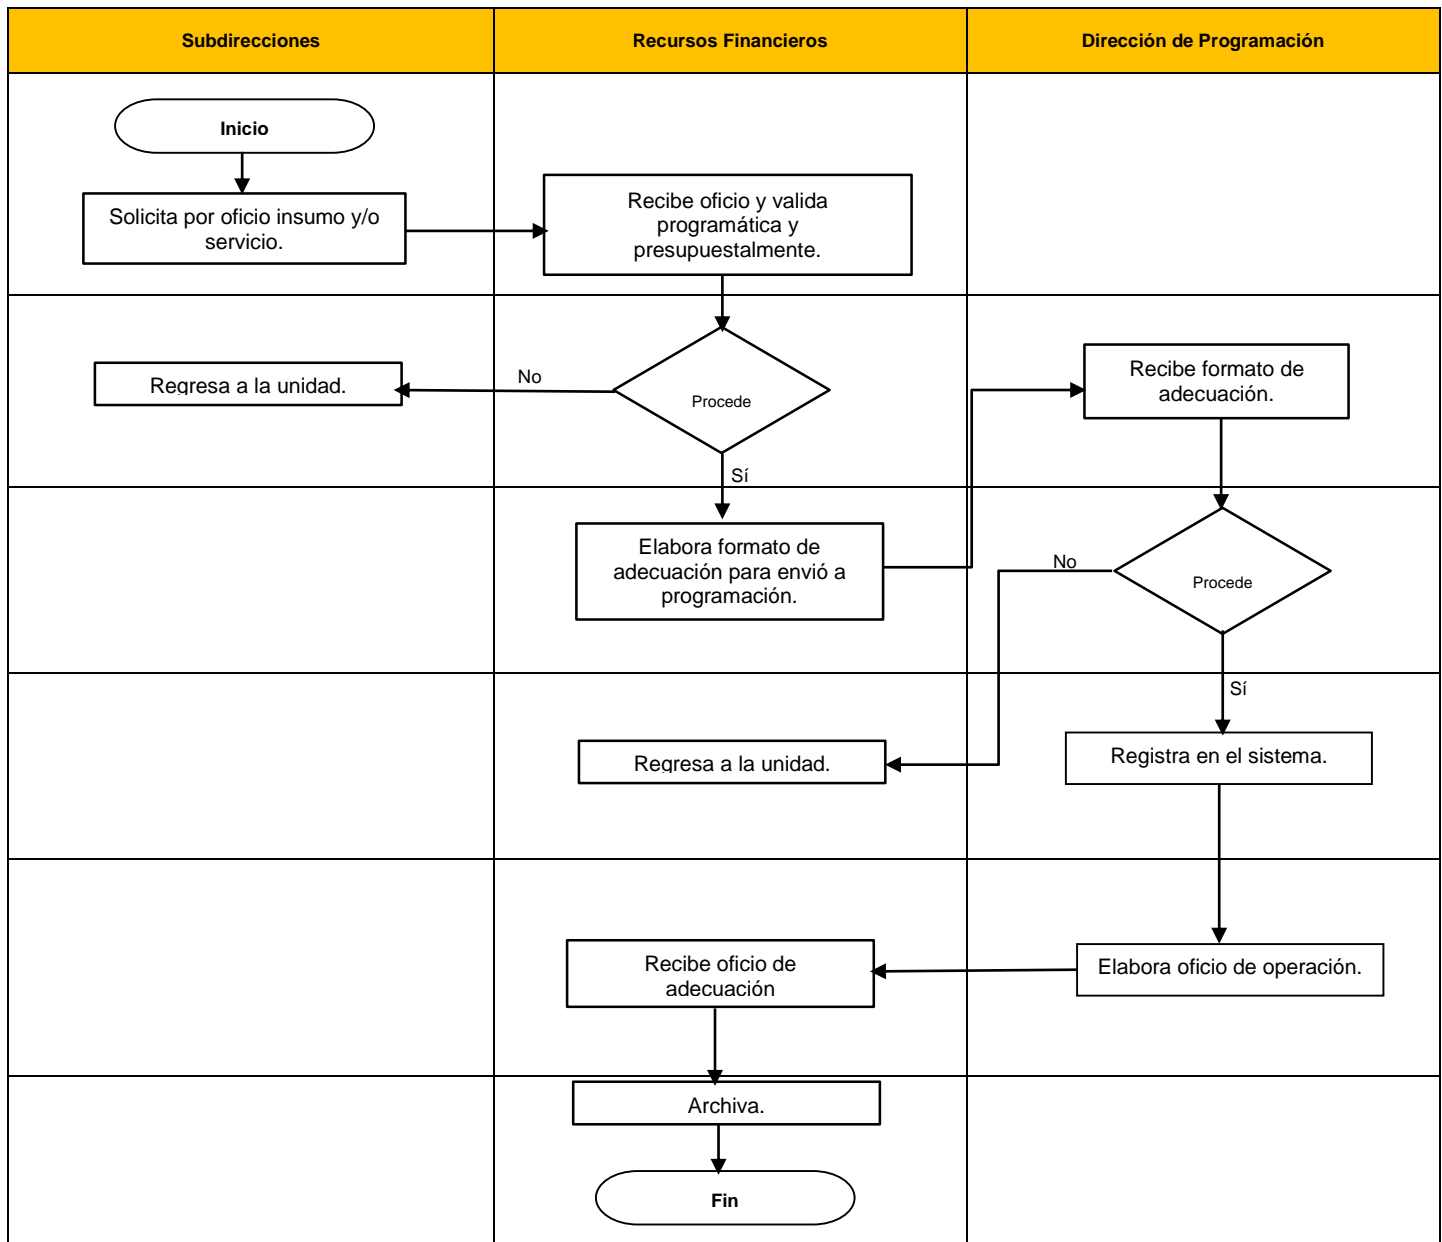 Subdirecciones
Recursos Financieros
Dirección de Programación
Inicio
Solicita por oficio insumo y/o
servicio.
Recibe oficio y valida
programática y
presupuestalmente.
Regresa a la unidad.
No
Procede
Sí
Recibe formato de
adecuación.
Elabora formato de
adecuación para envió a
programación.
No
Procede
Sí
Regresa a la unidad.
Registra en el sistema.
Recibe oficio de
adecuación
Elabora oficio de operación.
Archiva.
Fin